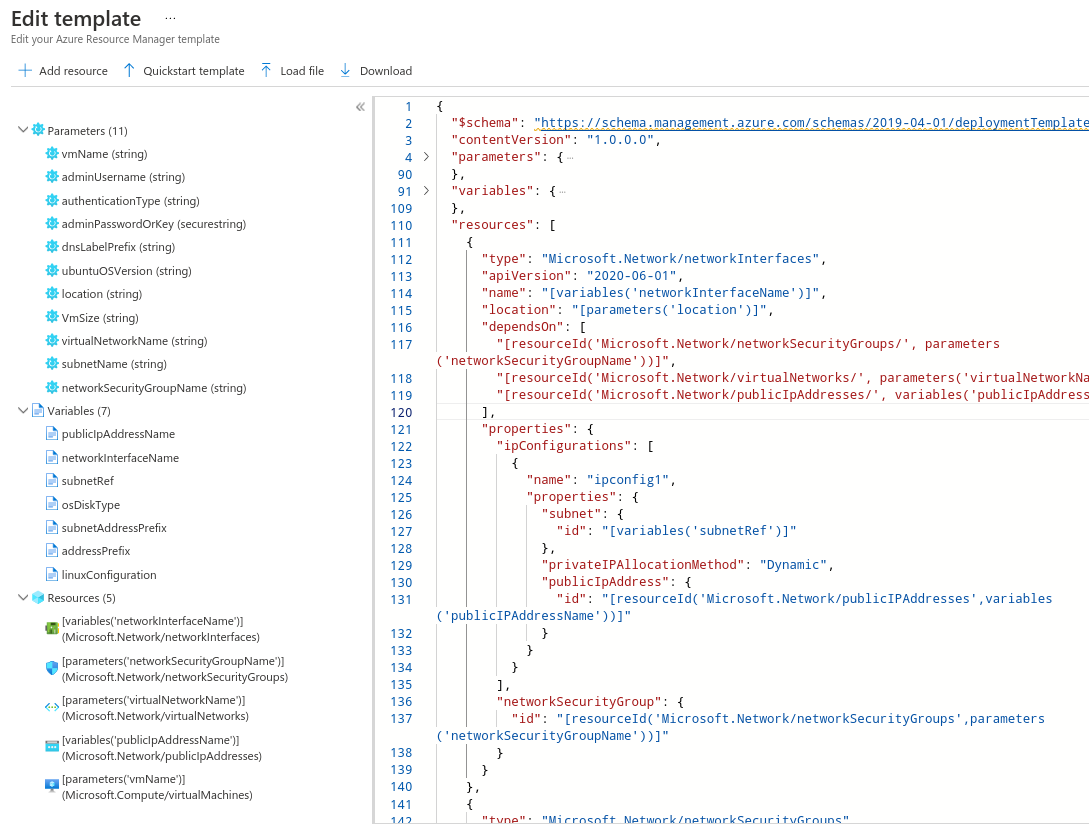 Edit template ...
Edit your Azure Resource Manager template
Add resource Quickstart template Load file Download
«
Parameters (11)
vmName (string)
adminUsername (string)
authenticationType (string)
adminPasswordOrKey (securestring)
dnsLabelPrefix (string)
ubuntuOSVersion (string)
location (string)
VmSize (string)
virtualNetworkName (string)
subnetName (string)
networkSecurityGroupName (string)
Variables (7)
publicIpAddressName
networkInterfaceName
subnetRef
osDiskType
subnetAddressPrefix
addressPrefix
linuxConfiguration
Resources (5)
[variables('networkInterfaceName')]
(Microsoft.Network/networkInterfaces)
[parameters('networkSecurityGroupName')]
(Microsoft.Network/networkSecurityGroups)
[parameters('virtualNetworkName')]
(Microsoft.Network/virtualNetworks)
[variables('publicIpAddressName')]
(Microsoft.Network/publicIpAddresses)
[parameters('vmName')]
(Microsoft.Compute/virtualMachines)
1 {
2 "$schema": "https://schema.management.azure.com/schemas/2019-04-01/deploymentTemplate
3 "contentVersion": "1.0.0.0",
4 "parameters": {…
90 },
91 "variables": {…
109 },
110 "resources": [
111 {
112 "type": "Microsoft.Network/networkInterfaces",
113 "apiVersion": "2020-06-01",
114 "name": "[variables('networkInterfaceName')]",
115 "location": "[parameters('location')]",
116 "dependsOn": [
117 "[resourceId('Microsoft.Network/networkSecurityGroups/', parameters
('networkSecurityGroupName'))]",
118 "[resourceId('Microsoft.Network/virtualNetworks/', parameters('virtualNetworkNa
119 "[resourceId('Microsoft.Network/publicIpAddresses/', variables('publicIpAddress
120 ],
121 "properties": {
122 "ipConfigurations": [
123 {
124 "name": "ipconfig1",
125 "properties": {
126 "subnet": {
127 "id": "[variables('subnetRef')]"
128 },
129 "privateIPAllocationMethod": "Dynamic",
130 "publicIpAddress": {
131 "id": "[resourceId('Microsoft.Network/publicIPAddresses',variables
('publicIPAddressName'))]"
132 }
133 }
134 }
135 ],
136 "networkSecurityGroup": {
137 "id": "[resourceId('Microsoft.Network/networkSecurityGroups',parameters
('networkSecurityGroupName'))]"
138 }
139 }
140 },
141 {
142 "type": "Microsoft.Network/networkSecurityGroups"